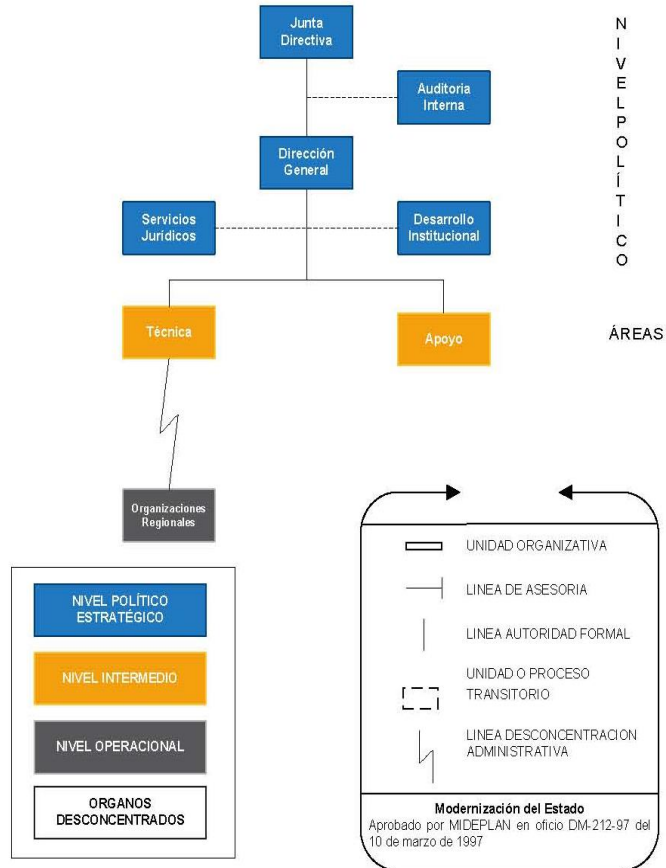 Junta
Directiva
Auditoria
Interna
Dirección
General
Servicios
Jurídicos
Desarrollo
Institucional
NIVEL POLÍTICO
Técnica
Apoyo
ÁREAS
Organizaciones
Regionales
NIVEL POLÍTICO
ESTRATÉGICO
NIVEL INTERMEDIO
NIVEL OPERACIONAL
ORGANOS
DESCONCENTRADOS
UNIDAD ORGANIZATIVA
LINEA DE ASESORIA
LINEA AUTORIDAD FORMAL
UNIDAD O PROCESO
TRANSITORIO
LINEA DESCONCENTRACION
ADMINISTRATIVA
Modernización del Estado
Aprobado por MIDEPLAN en oficio DM-212-97 del
10 de marzo de 1997